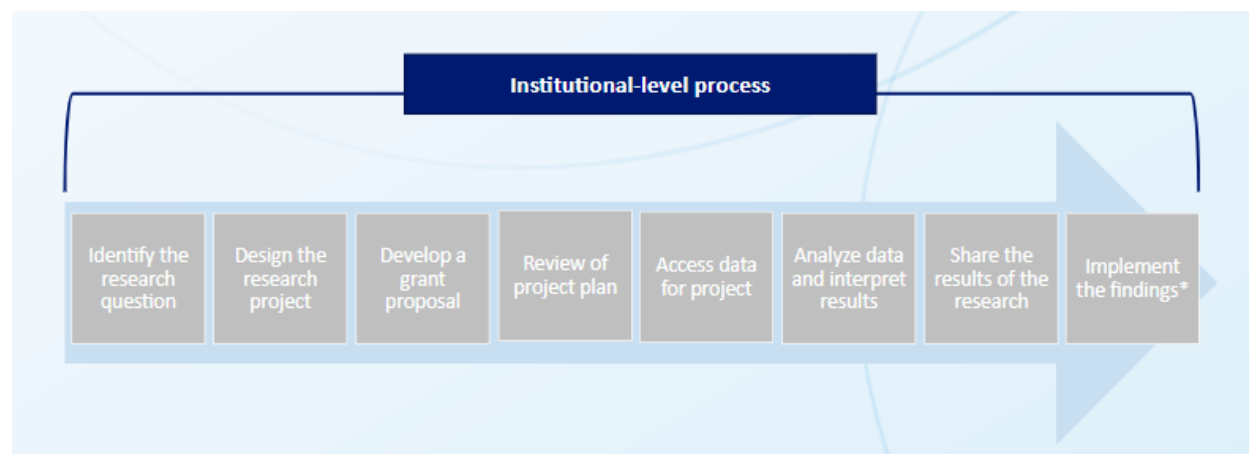 Institutional-level process
Identify the
research
question
Design the
research
project
Develop a
grant
proposal
Review of
project plan
Access data
for project
Analyze data
and interpret
results
Share the
results of the
research
Implement
the findings*